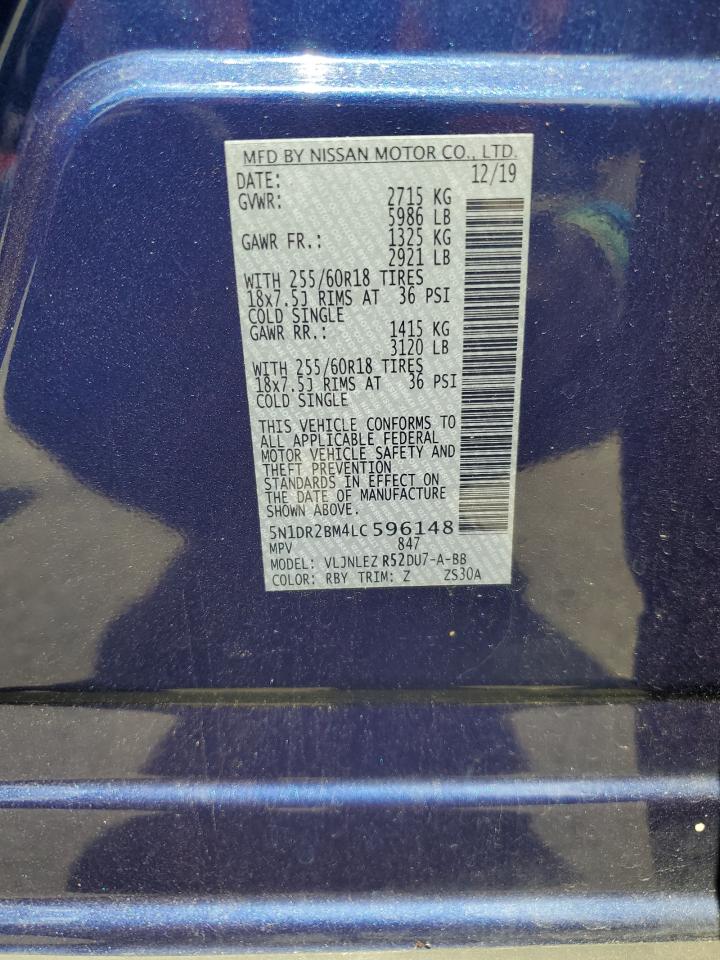 MFD BY NISSAN MOTOR CO., LTD.
DATE: 12/19
GVWR: 2715 KG
5986 LB
GAWR FR.: 1325 KG
2921 LB
WITH 255/60R18 TIRES
18x7.5J RIMS AT 36 PSI
COLD SINGLE
GAWR RR.: 1415 KG
3120 LB
WITH 255/60R18 TIRES
18x7.5J RIMS AT 36 PSI
COLD SINGLE
THIS VEHICLE CONFORMS TO
ALL APPLICABLE FEDERAL
MOTOR VEHICLE SAFETY AND
THEFT PREVENTION
STANDARDS IN EFFECT ON
THE DATE OF MANUFACTURE
SHOWN ABOVE.
5N1DR2BM4LC596148
MPV 847
MODEL: VLJNLEZ R52DU7-A-BB
COLOR: RBY TRIM: Z ZS30A